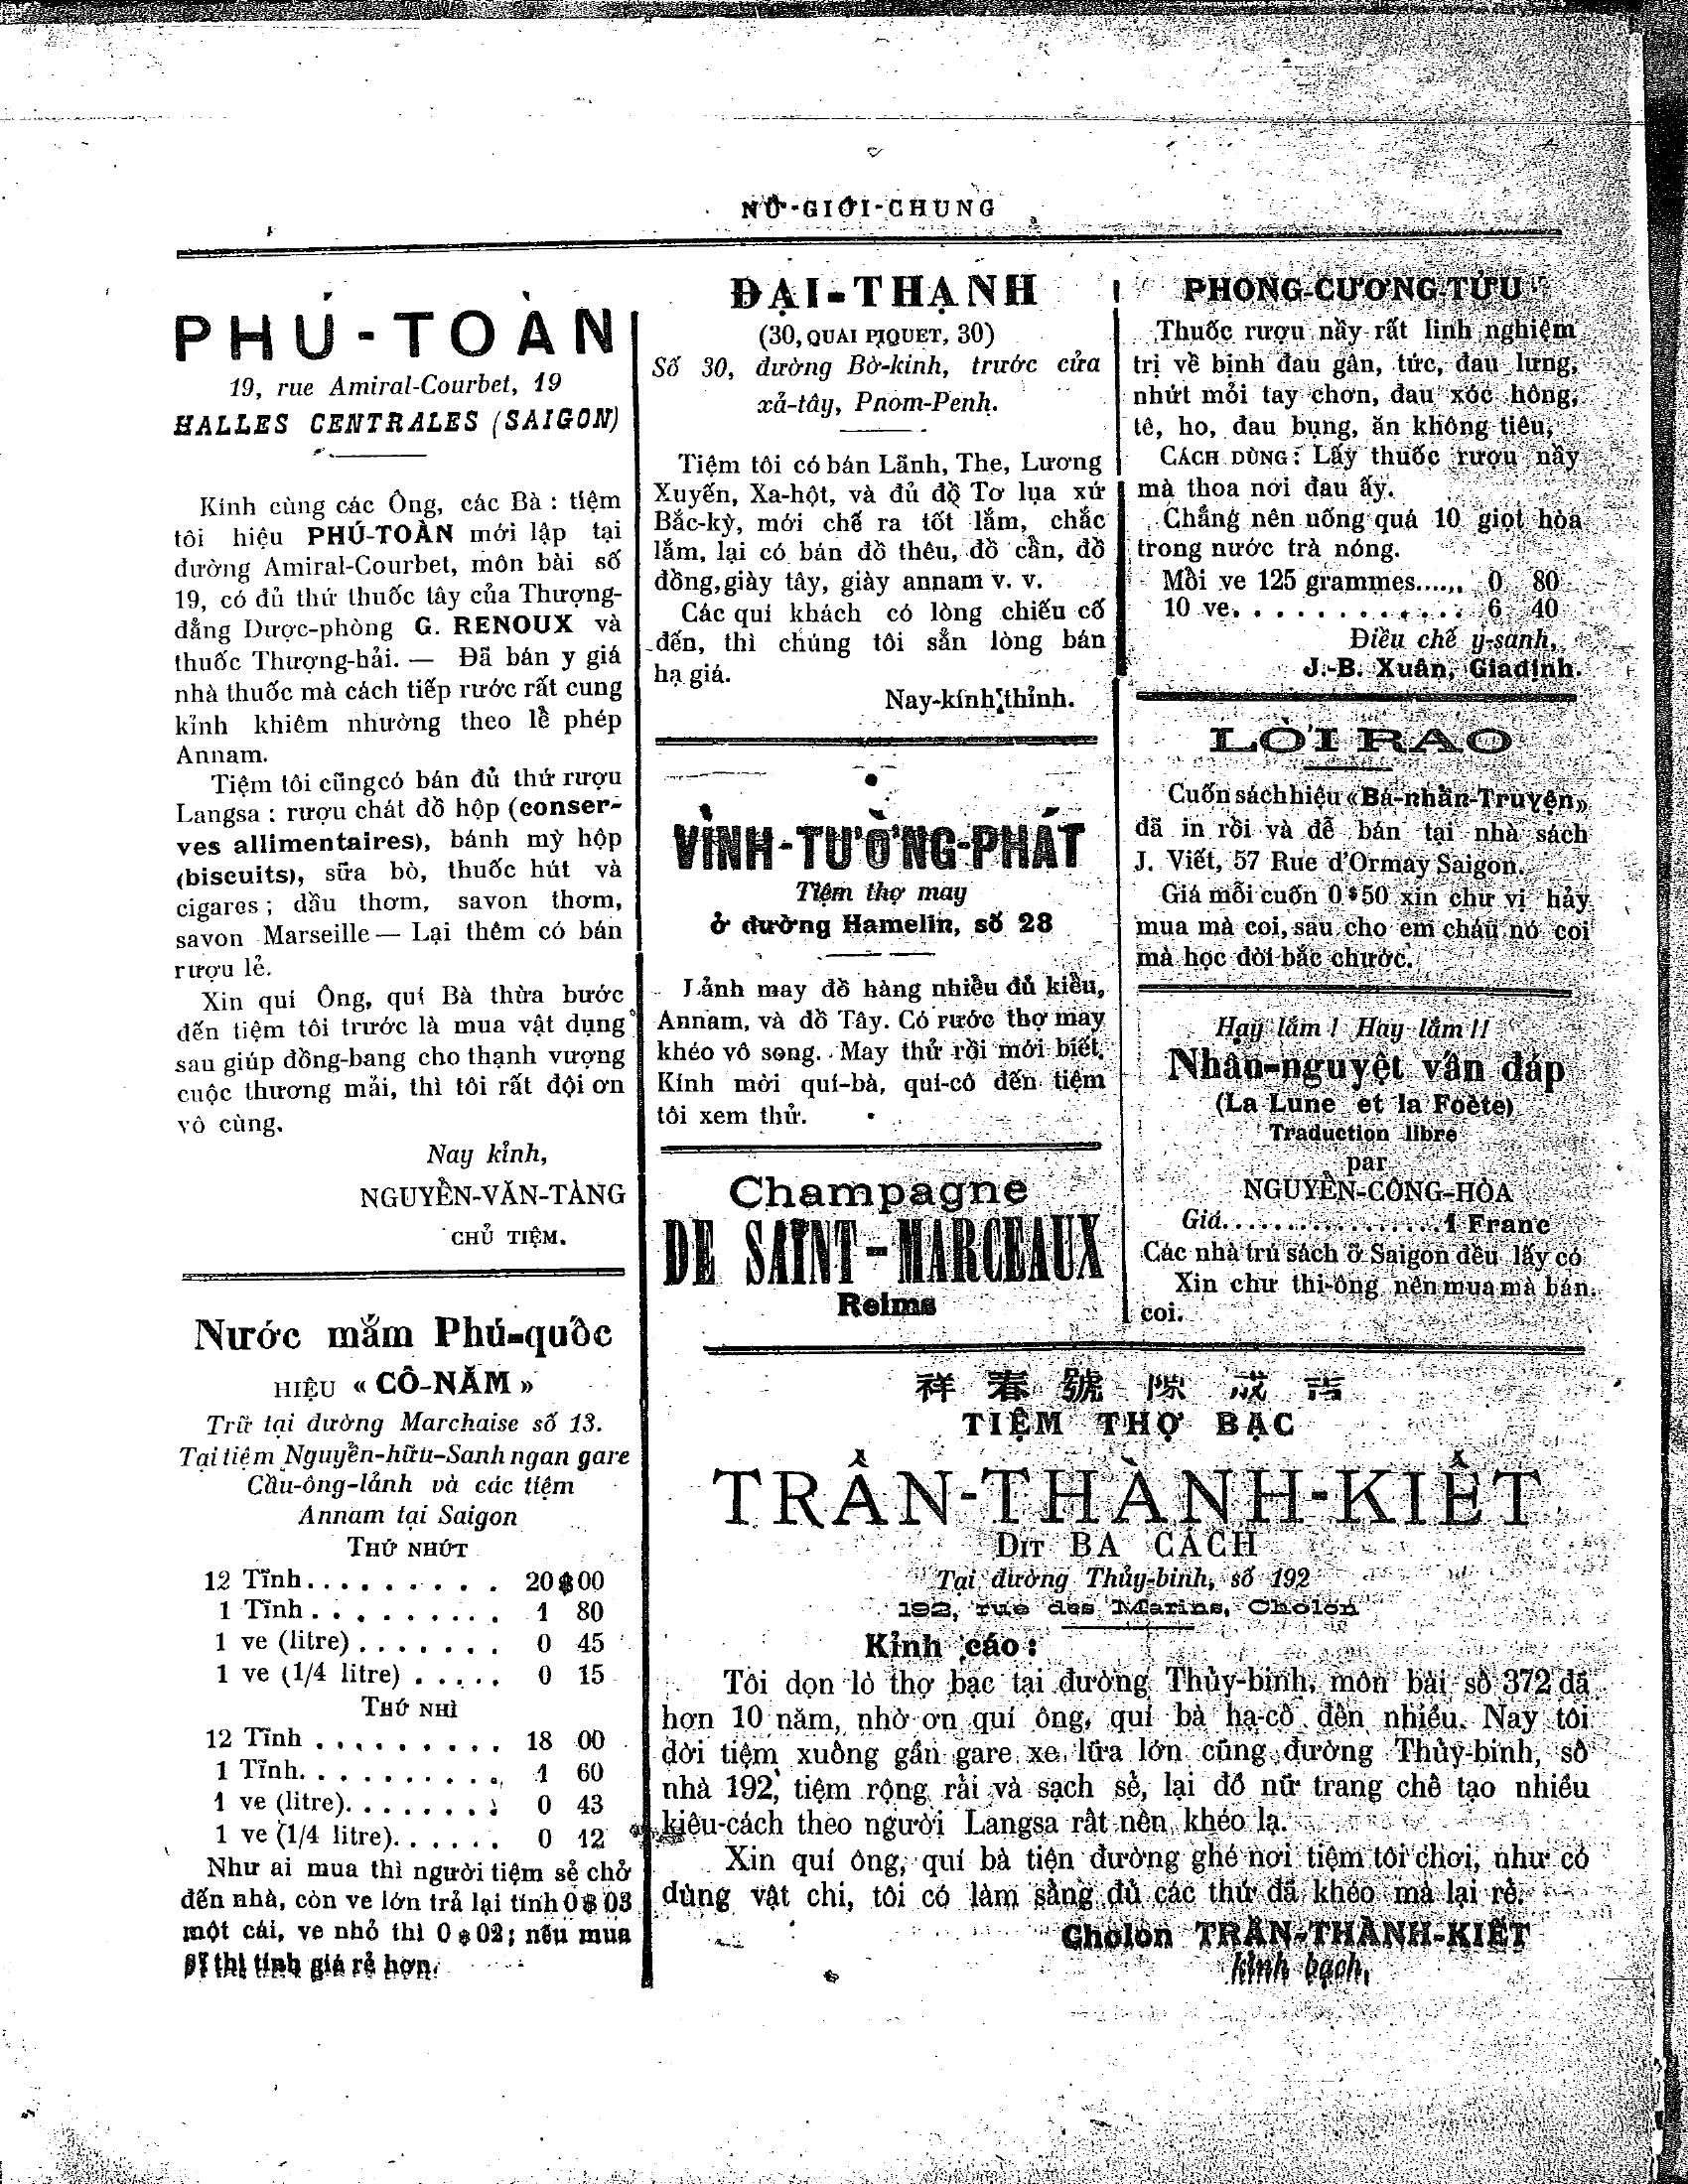 NỮ-GIỚI-CHUNG
PHÚ-TOÀN
19, rue Amiral-Courbet, 19
HALLES CENTRALES (SAIGON)
Kính cùng các Ông, các Bà : tiệm
tôi hiệu PHÚ-TOÀN mới lập tại
đường Amiral-Courbet, môn bài số
19, có đủ thứ thuốc tây của Thượng-
đẳng Dược-phòng G. RENOUX và
thuốc Thượng-hải. — Đã bán y giá
nhà thuốc mà cách tiếp rước rất cung
kỉnh khiêm nhường theo lễ phép
Annam.
Tiệm tôi cũngcó bán đủ thứ rượu
Langsa : rượu chát đồ hộp (conser-
ves allimentaires), bánh mỳ hộp
(biscuits), sữa bò, thuốc hút và
cigares ; dầu thơm, savon thơm,
savon Marseille — Lại thêm có bán
rượu lẻ.
Xin quí Ông, quí Bà thừa bước
đến tiệm tôi trước là mua vật dụng
sau giúp đồng-bang cho thạnh vượng
cuộc thương mãi, thì tôi rất đội ơn
vô cùng.
Nay kỉnh,
NGUYỄN-VĂN-TÀNG
CHỦ TIỆM.
Nước mắm Phú-quốc
HIỆU « CÔ-NĂM »
Trữ tại đường Marchaise số 13.
Tại tiệm Nguyễn-hữu-Sanh ngan gare
Cầu-ông-lảnh và các tiệm
Annam tại Saigon
THỨ NHỨT
12 Tĩnh.......... 20$00
1 Tĩnh.......... 1 80
1 ve (litre)....... 0 45
1 ve (1/4 litre)..... 0 15
THỨ NHÌ
12 Tĩnh.......... 18 00
1 Tĩnh.......... 1 60
1 ve (litre)........ 0 43
1 ve (1/4 litre)...... 0 12
Như ai mua thì người tiệm sẻ chở
đến nhà, còn ve lớn trả lại tính 0$03
một cái, ve nhỏ thì 0$02; nếu mua
sĩ thì tính giá rẻ hơn.
ĐẠI-THẠNH
(30, QUAI PIQUET, 30)
Số 30, đường Bờ-kinh, trước cửa
xả-tây, Pnom-Penh.
Tiệm tôi có bán Lãnh, The, Lương
Xuyến, Xa-hột, và đủ đồ Tơ lụa xứ
Bắc-kỳ, mới chế ra tốt lắm, chắc
lắm, lại có bán đồ thêu, đồ cẩn, đồ
đồng, giày tây, giày annam v. v.
Các quí khách có lòng chiếu cố
đến, thì chúng tôi sẳn lòng bán
hạ giá.
Nay-kính thỉnh.
VĨNH-TƯỜNG-PHÁT
Tiệm thợ may
ở đường Hamelin, số 28
Lảnh may đồ hàng nhiều đủ kiểu,
Annam, và đồ Tây. Có rước thợ may
khéo vô song. May thử rồi mới biết.
Kính mời quí-bà, quí-cô đến tiệm
tôi xem thử.
Champagne
DE SAINT-MARCEAUX
Reims
PHONG-CƯƠNG-TỬU
Thuốc rượu nầy rất linh nghiệm
trị về bịnh đau gân, tức, đau lưng,
nhứt mỏi tay chơn, đau xóc hông,
tê, ho, đau bụng, ăn không tiêu,
CÁCH DÙNG : Lấy thuốc rượu nầy
mà thoa nơi đau ấy.
Chẳng nên uống quá 10 giọt hòa
trong nước trà nóng.
Mồi ve 125 grammes...... 0 80
10 ve............. 6 40
Điều chế y-sanh,
J.-B. Xuân, Giadịnh.
LỜI RAO
Cuốn sách hiệu «Bá-nhẫn-Truyện»
đã in rồi và để bán tại nhà sách
J. Viết, 57 Rue d'Ormay Saigon.
Giá mỗi cuốn 0$50 xin chư vị hảy
mua mà coi, sau cho em cháu nó coi
mà học đời bắc chước.
Hay lắm ! Hay lắm !!
Nhân-nguyệt vấn đáp
(La Lune et la Poète)
Traduction libre
par
NGUYỄN-CÔNG-HÒA
Giá................1 Franc
Các nhà trử sách ở Saigon đều lấy có
Xin chư thi-ông nên mua mà bán.
coi.
祥 春 號 陳 成 吉
TIỆM THỢ BẠC
TRẦN-THÀNH-KIẾT
DIT BA CÁCH
Tại đường Thủy-binh, số 192
192, rue des Marins, Cholon
Kỉnh cáo :
Tôi dọn lò thợ bạc tại đường Thủy-binh, môn bài số 372 đã
hơn 10 năm, nhờ ơn quí ông, quí bà hạ-cố đến nhiều. Nay tôi
dời tiệm xuống gần gare xe lửa lớn cũng đường Thủy-binh, số
nhà 192, tiệm rộng rải và sạch sẻ, lại đồ nữ trang chế tạo nhiều
kiểu-cách theo người Langsa rất nên khéo lạ.
Xin quí ông, quí bà tiện đường ghé nơi tiệm tôi chơi, như có
dùng vật chi, tôi có làm sằng đủ các thứ đã khéo mà lại rẻ.
Cholon TRẦN-THÀNH-KIẾT
kỉnh bạch,